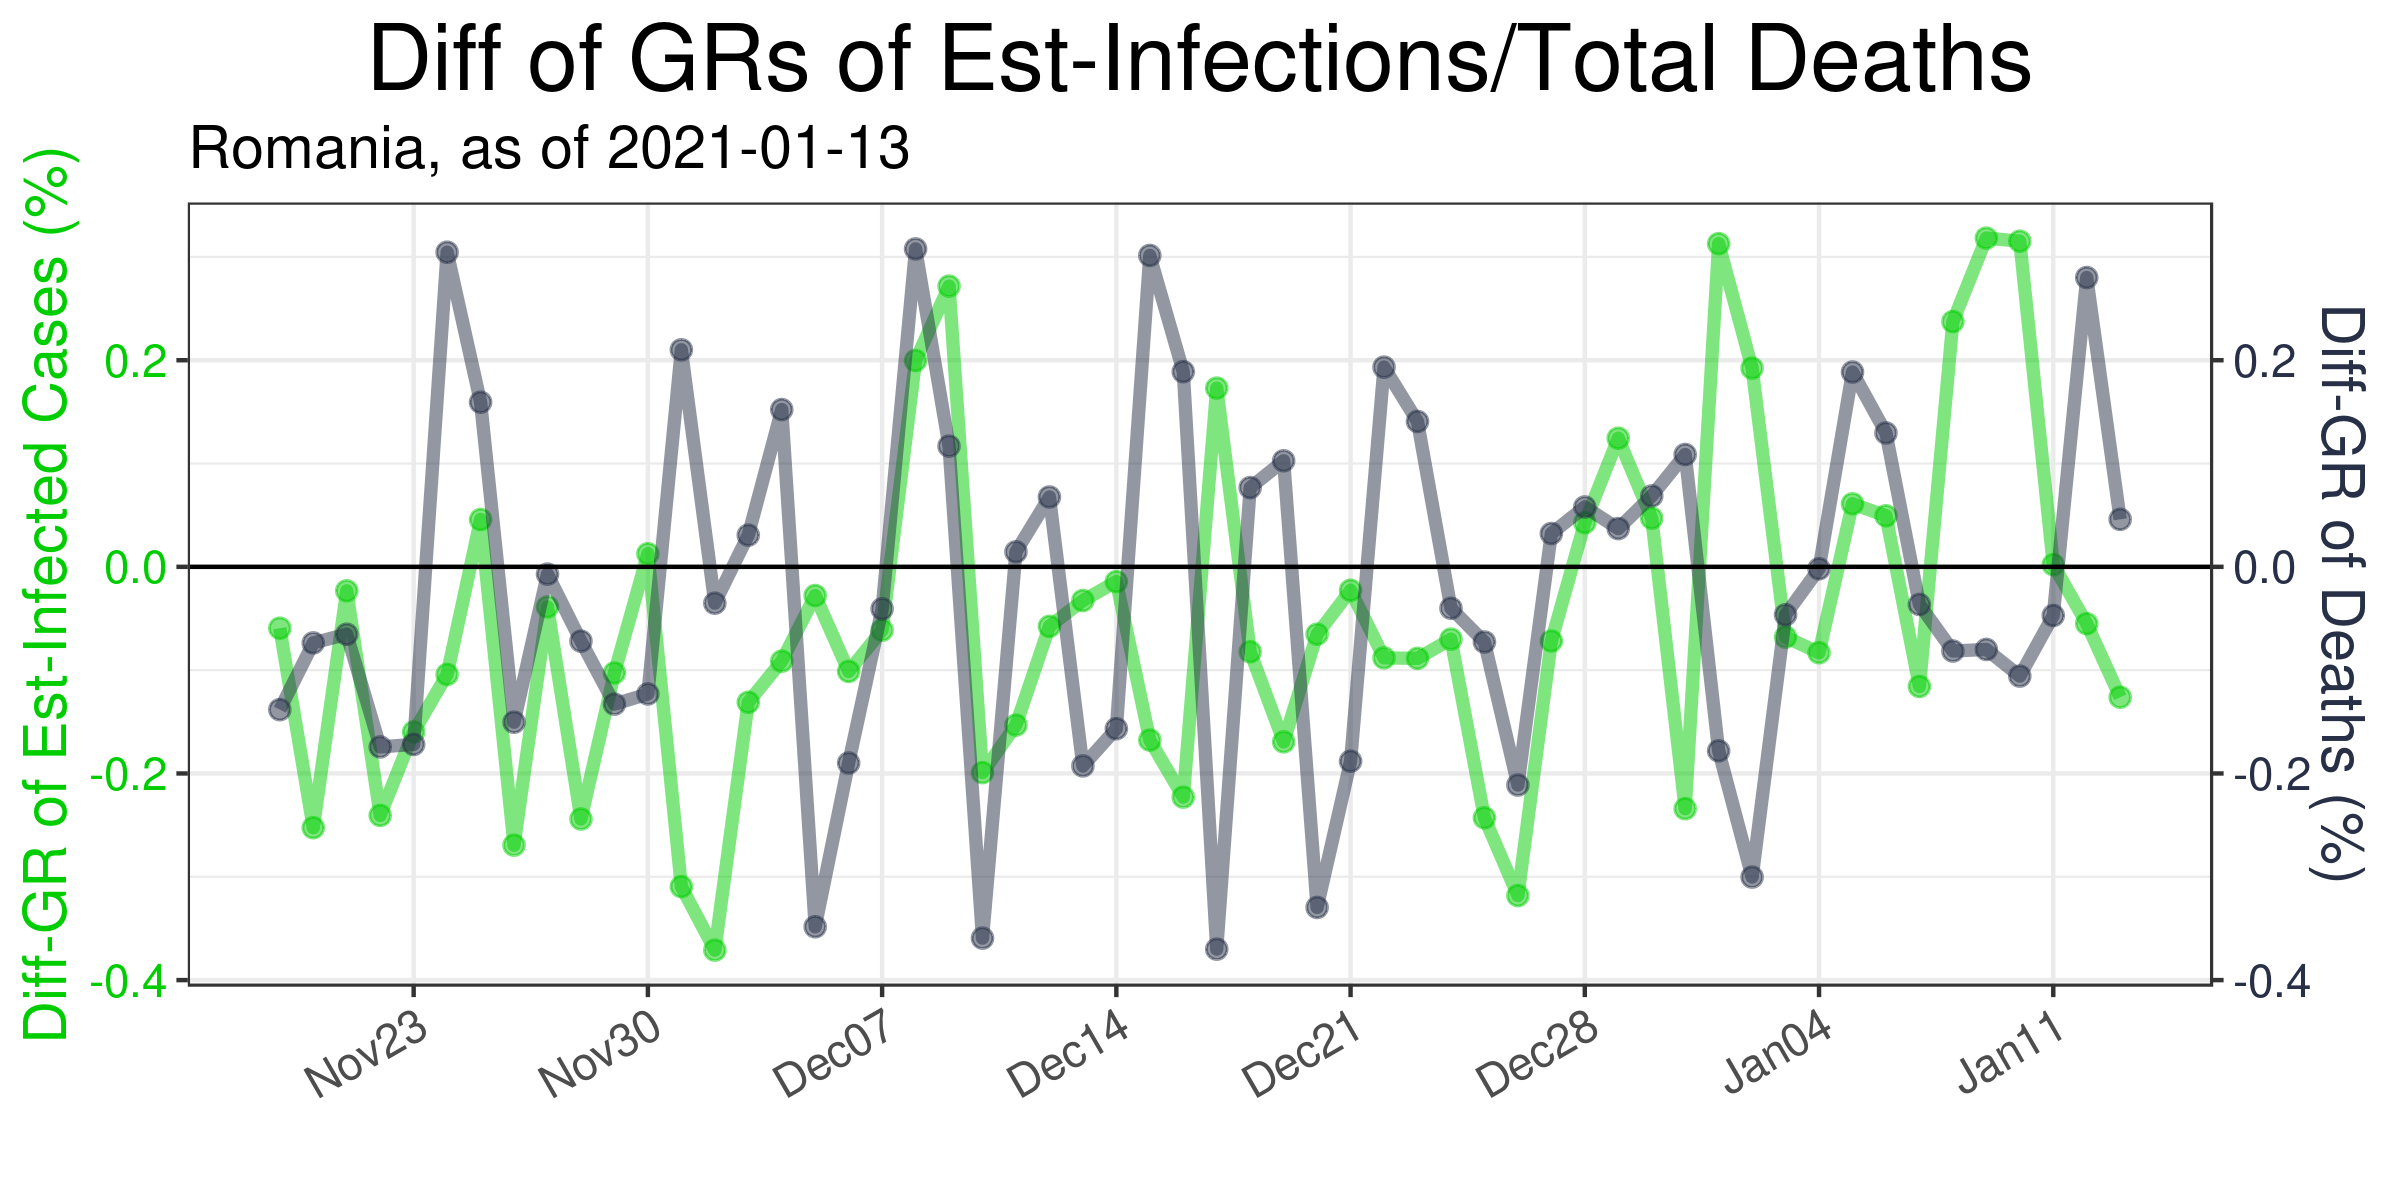 Diff of GRs of Est-Infections/Total Deaths
Romania, as of 2021-01-13
Diff-GR of Est-Infected Cases (%)
0.2
0.0
-0.2
-0.4
0.2
0.0
-0.2
-0.4
Diff-GR of Deaths (%)
Nov23
Nov30
Dec07
Dec14
Dec21
Dec28
Jan04
Jan11